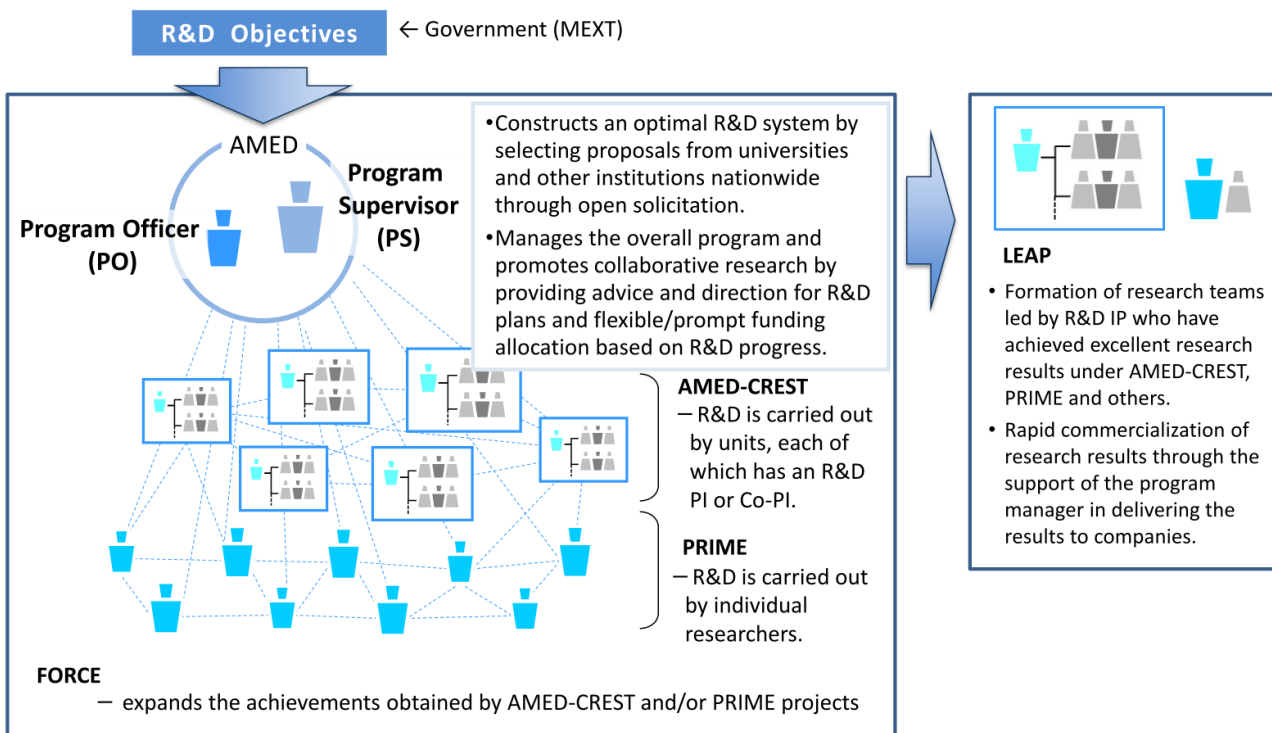 R&D Objectives
← Government (MEXT)
AMED
Program
Supervisor
(PS)
Program Officer
(PO)
•Constructs an optimal R&D system by
selecting proposals from universities
and other institutions nationwide
through open solicitation.
•Manages the overall program and
promotes collaborative research by
providing advice and direction for R&D
plans and flexible/prompt funding
allocation based on R&D progress.
AMED-CREST
– R&D is carried out
by units, each of
which has an R&D
PI or Co-PI.
PRIME
– R&D is carried out
by individual
researchers.
FORCE
– expands the achievements obtained by AMED-CREST and/or PRIME projects
LEAP
• Formation of research teams
led by R&D IP who have
achieved excellent research
results under AMED-CREST,
PRIME and others.
• Rapid commercialization of
research results through the
support of the program
manager in delivering the
results to companies.